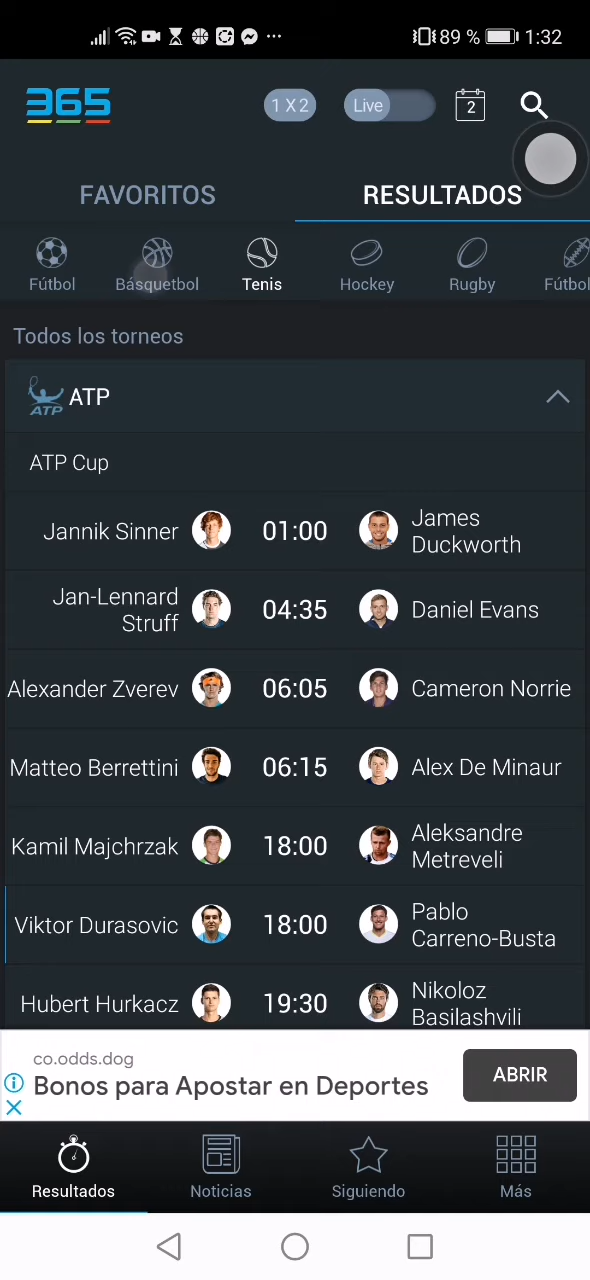 89 % 1:32
365 1 X 2 Live 2
FAVORITOS RESULTADOS
Fútbol Básquetbol Tenis Hockey Rugby Fútbol
Todos los torneos
ATP ATP
ATP Cup
Jannik Sinner 01:00 James
Duckworth
Jan-Lennard
Struff 04:35 Daniel Evans
Alexander Zverev 06:05 Cameron Norrie
Matteo Berrettini 06:15 Alex De Minaur
Kamil Majchrzak 18:00 Aleksandre
Metreveli
Viktor Durasovic 18:00 Pablo
Carreno-Busta
Hubert Hurkacz 19:30 Nikoloz
Basilashvili
co.odds.dog
Bonos para Apostar en Deportes ABRIR
Resultados Noticias Siguiendo Más